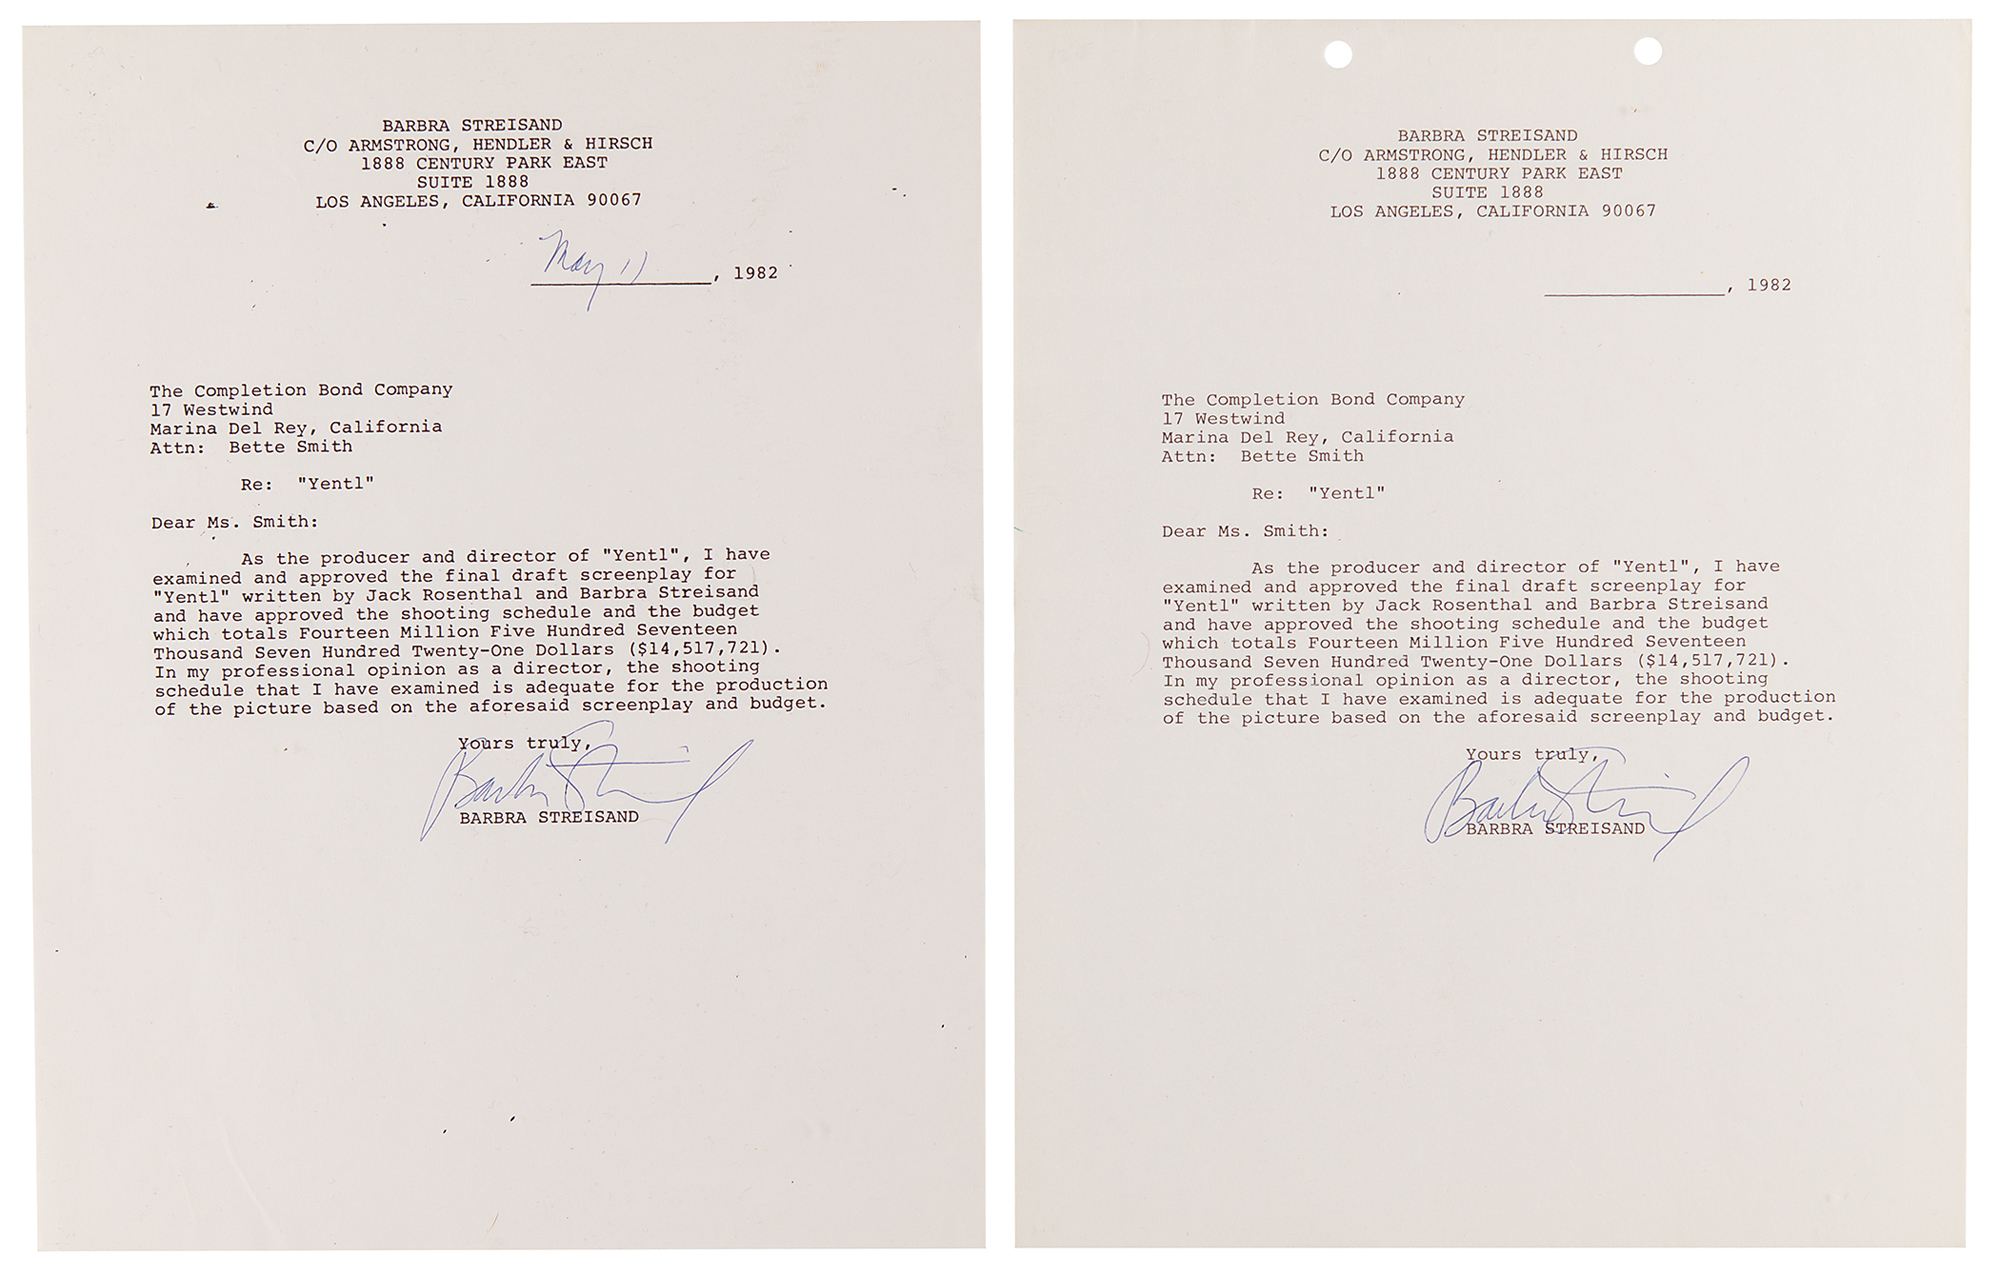 BARBRA STREISAND
C/O ARMSTRONG, HENDLER & HIRSCH
1888 CENTURY PARK EAST
SUITE 1888
LOS ANGELES, CALIFORNIA 90067
May 11, 1982
The Completion Bond Company
17 Westwind
Marina Del Rey, California
Attn: Bette Smith
Re: "Yentl"
Dear Ms. Smith:
As the producer and director of "Yentl", I have
examined and approved the final draft screenplay for
"Yentl" written by Jack Rosenthal and Barbra Streisand
and have approved the shooting schedule and the budget
which totals Fourteen Million Five Hundred Seventeen
Thousand Seven Hundred Twenty-One Dollars ($14,517,721).
In my professional opinion as a director, the shooting
schedule that I have examined is adequate for the production
of the picture based on the aforesaid screenplay and budget.
Yours truly,
Barbra Streisand
BARBRA STREISAND
BARBRA STREISAND
C/O ARMSTRONG, HENDLER & HIRSCH
1888 CENTURY PARK EAST
SUITE 1888
LOS ANGELES, CALIFORNIA 90067
, 1982
The Completion Bond Company
17 Westwind
Marina Del Rey, California
Attn: Bette Smith
Re: "Yentl"
Dear Ms. Smith:
As the producer and director of "Yentl", I have
examined and approved the final draft screenplay for
"Yentl" written by Jack Rosenthal and Barbra Streisand
and have approved the shooting schedule and the budget
which totals Fourteen Million Five Hundred Seventeen
Thousand Seven Hundred Twenty-One Dollars ($14,517,721).
In my professional opinion as a director, the shooting
schedule that I have examined is adequate for the production
of the picture based on the aforesaid screenplay and budget.
Yours truly,
Barbra Streisand
BARBRA STREISAND